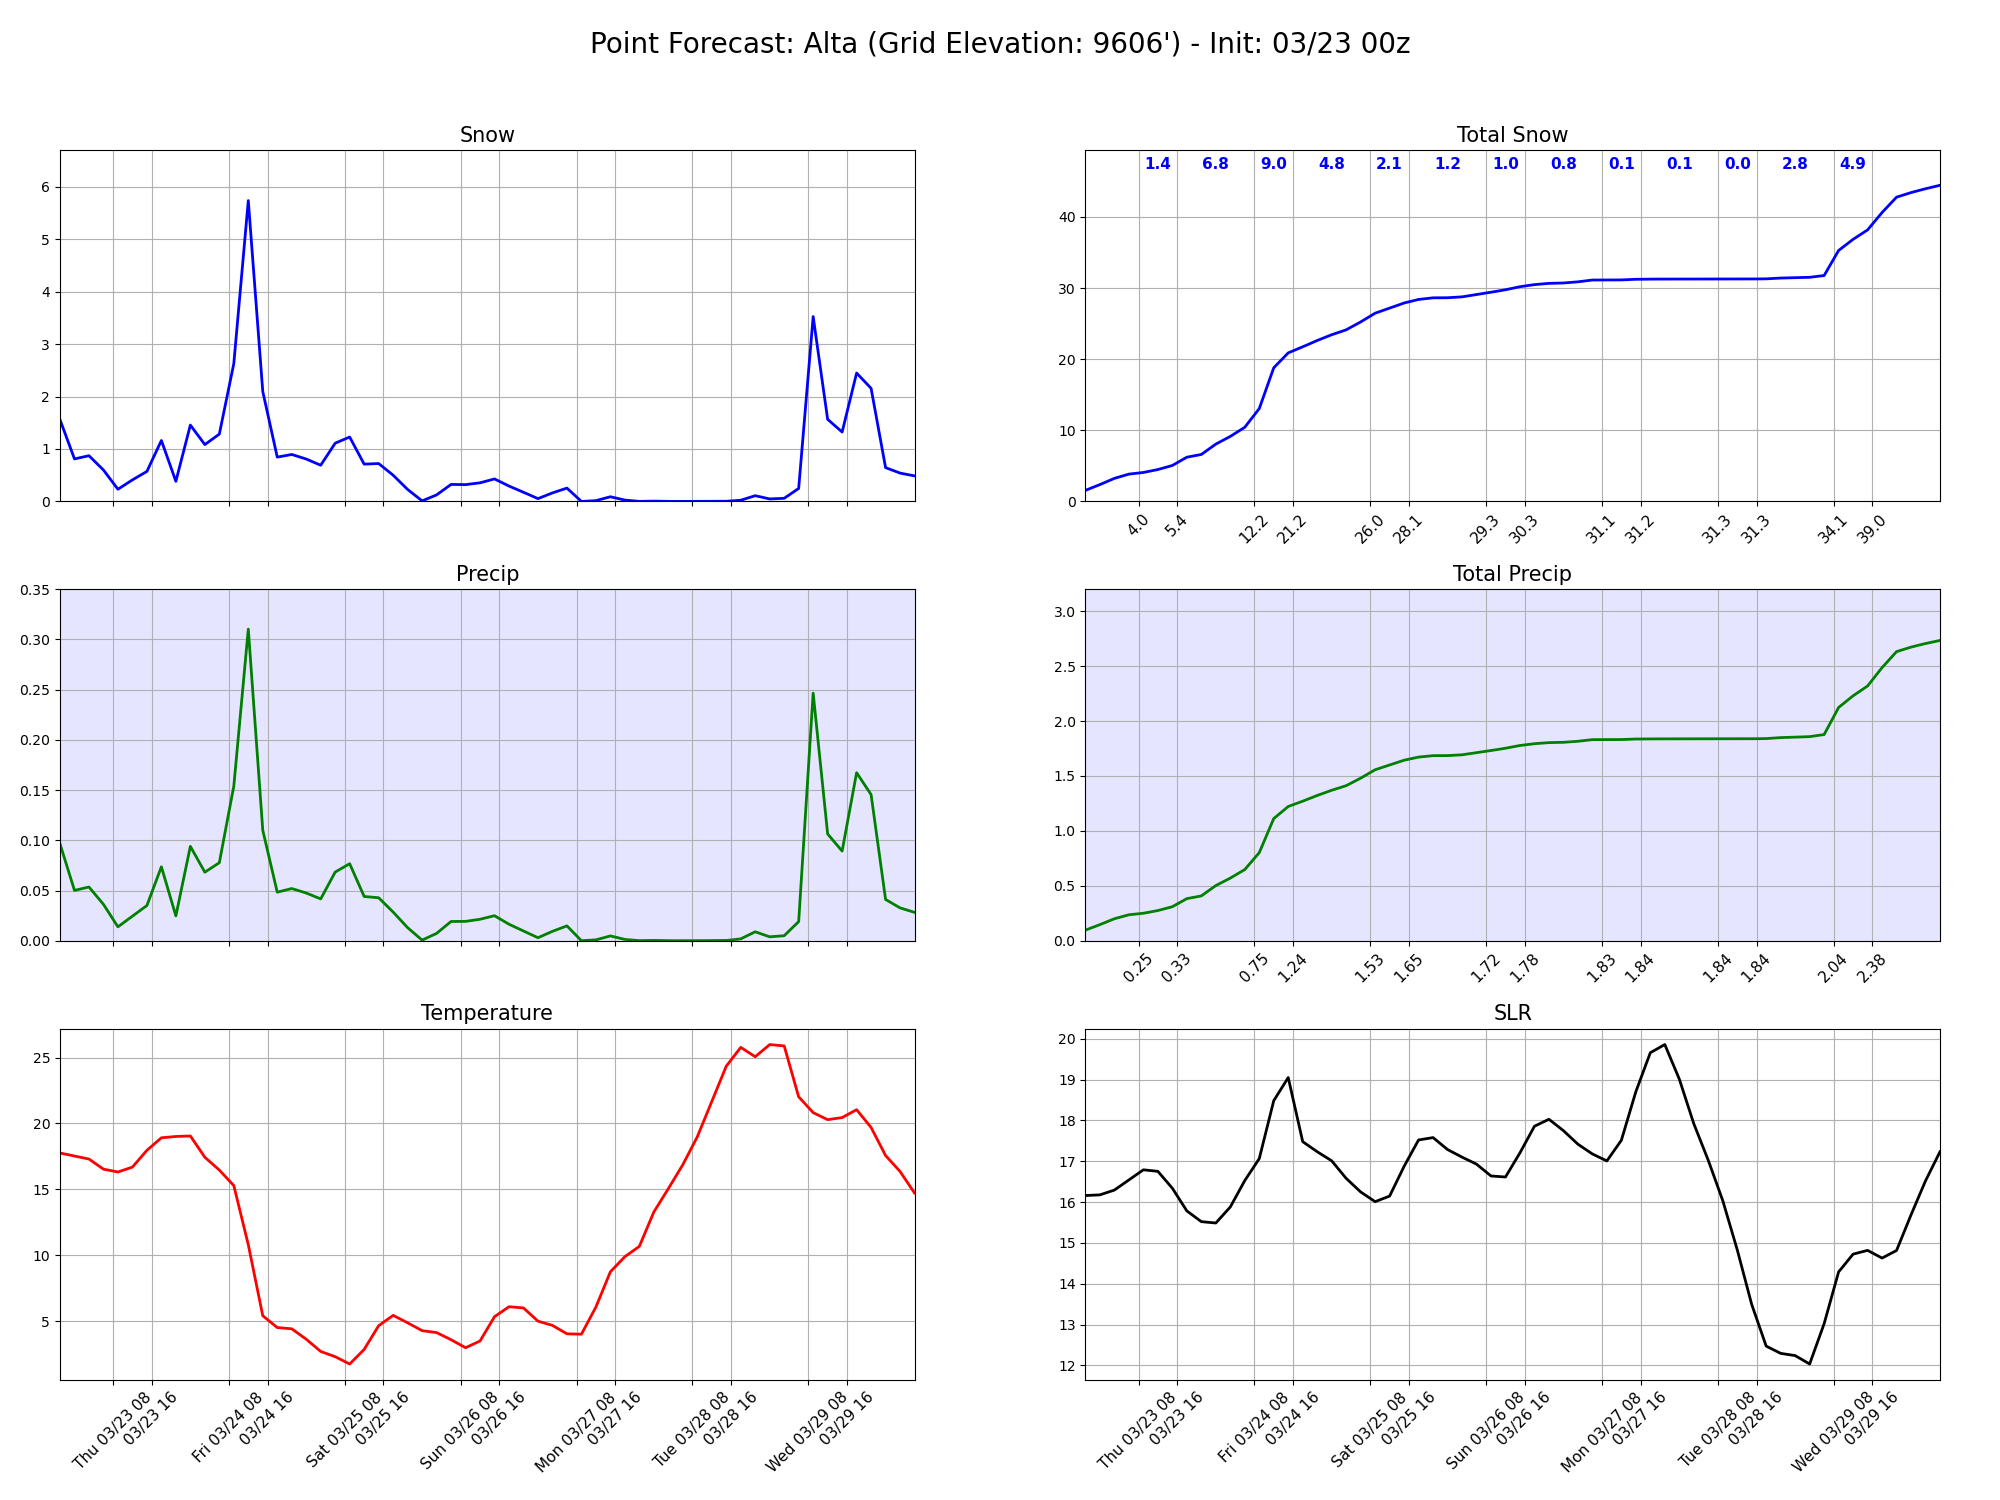 Point Forecast: Alta (Grid Elevation: 9606') - Init: 03/23 00z
Snow
6
5
4
3
2
1
0
Total Snow
1.4 6.8 9.0 4.8 2.1 1.2 1.0 0.8 0.1 0.1 0.0 2.8 4.9
40
30
20
10
0
4.0 5.4 12.2 21.2 26.0 28.1 29.3 30.3 31.1 31.2 31.3 31.3 34.1 39.0
Precip
0.35
0.30
0.25
0.20
0.15
0.10
0.05
0.00
Total Precip
3.0
2.5
2.0
1.5
1.0
0.5
0.0
0.25 0.33 0.75 1.24 1.53 1.65 1.72 1.78 1.83 1.84 1.84 1.84 2.04 2.38
Temperature
25
20
15
10
5
Thu 03/23 08
03/23 16
Fri 03/24 08
03/24 16
Sat 03/25 08
03/25 16
Sun 03/26 08
03/26 16
Mon 03/27 08
03/27 16
Tue 03/28 08
03/28 16
Wed 03/29 08
03/29 16
SLR
20
19
18
17
16
15
14
13
12
Thu 03/23 08
03/23 16
Fri 03/24 08
03/24 16
Sat 03/25 08
03/25 16
Sun 03/26 08
03/26 16
Mon 03/27 08
03/27 16
Tue 03/28 08
03/28 16
Wed 03/29 08
03/29 16